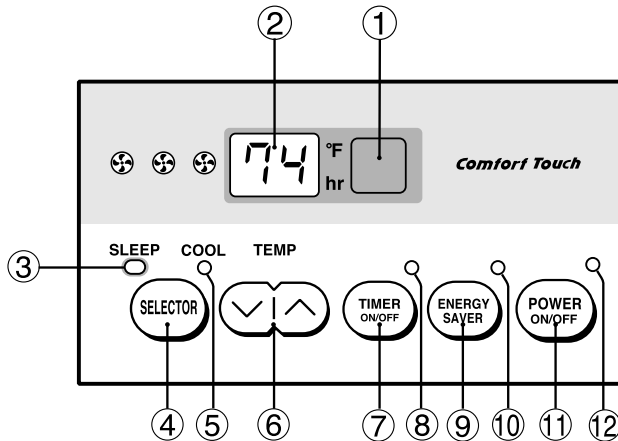 ② ①
74 °F
hr
Comfort Touch
SLEEP COOL TEMP
③
SELECTOR
TIMER
ON/OFF
ENERGY
SAVER
POWER
ON/OFF
④ ⑤ ⑥ ⑦ ⑧ ⑨ ⑩ ⑪ ⑫